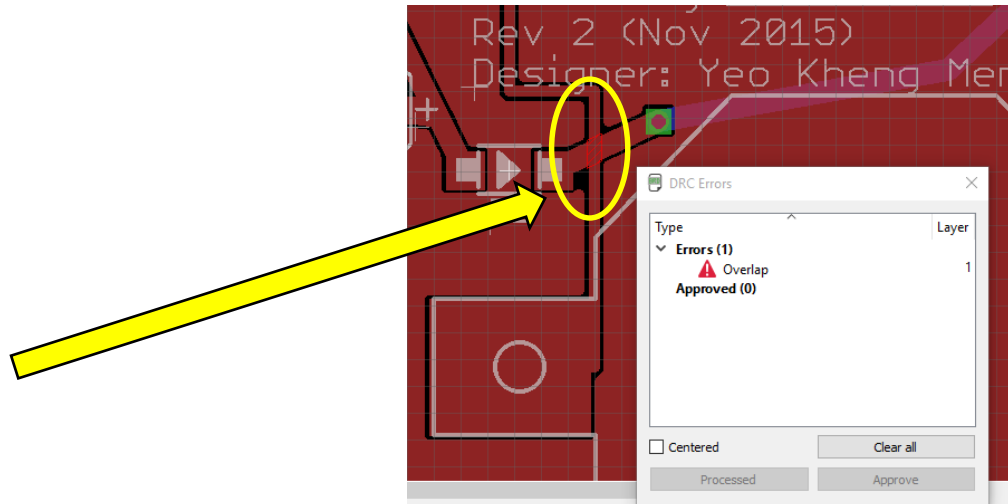 Rev 2 (Nov 2015)
Designer: Yeo Kheng Men
DRC Errors
Type Layer
Errors (1)
Overlap 1
Approved (0)
Centered
Clear all
Processed
Approve